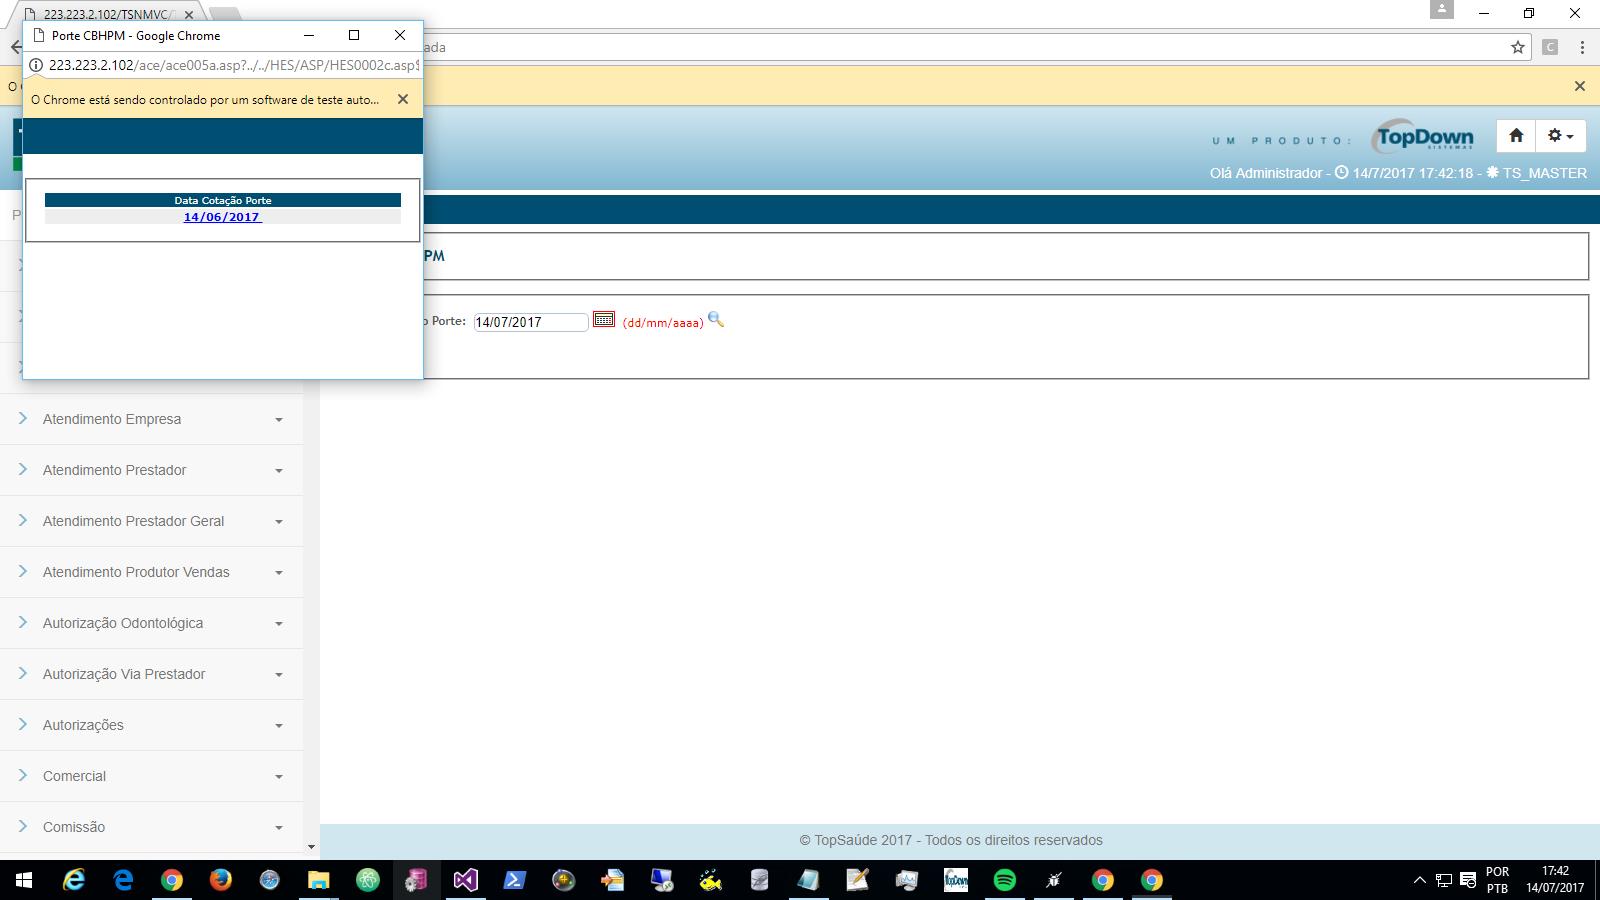 223.223.2.102/TSNMVC/
Porte CBHPM - Google Chrome
223.223.2.102/ace/ace005a.asp?../../HES/ASP/HES0002c.asp
ada
O Chrome está sendo controlado por um software de teste auto...
Data Cotação Porte
14/06/2017
UM PRODUTO:
TopDown
SISTEMAS
Olá Administrador - 14/7/2017 17:42:18 - TS_MASTER
PM
o Porte: 14/07/2017 (dd/mm/aaaa)
Atendimento Empresa
Atendimento Prestador
Atendimento Prestador Geral
Atendimento Produtor Vendas
Autorização Odontológica
Autorização Via Prestador
Autorizações
Comercial
Comissão
© TopSaúde 2017 - Todos os direitos reservados
TopDown
POR
PTB
17:42
14/07/2017